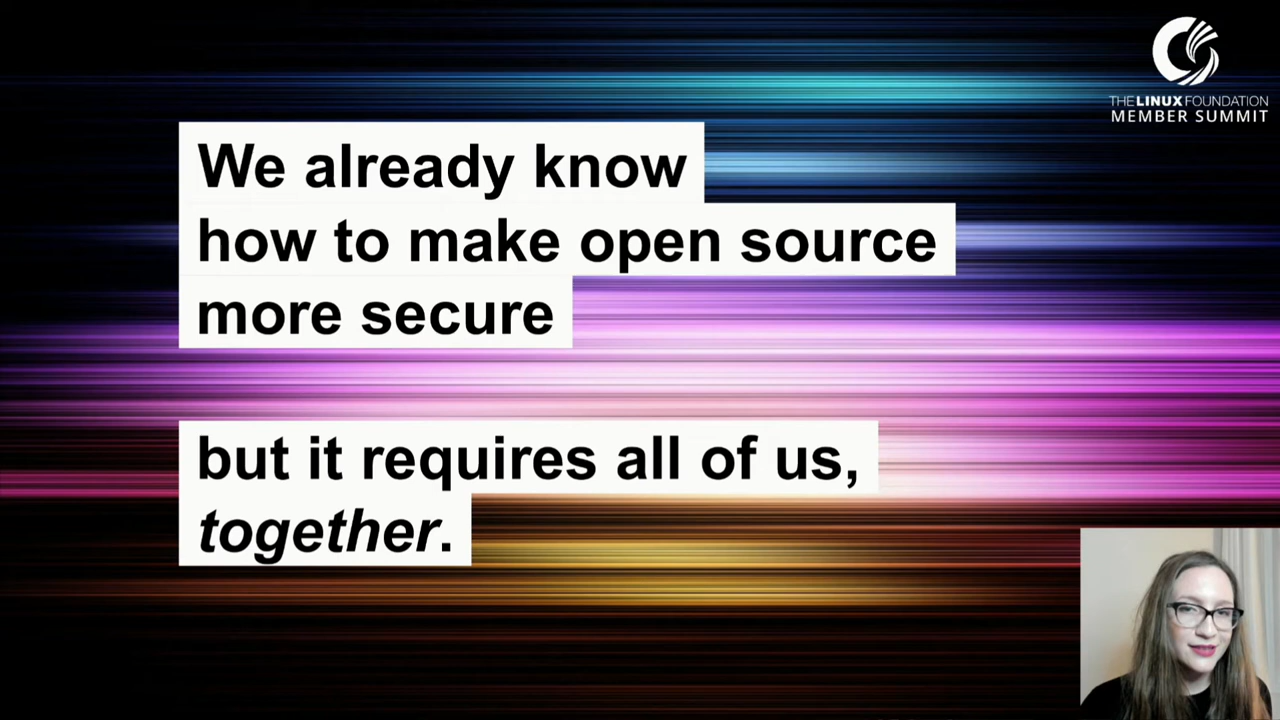 THE LINUX FOUNDATION
MEMBER SUMMIT
We already know
how to make open source
more secure
but it requires all of us,
together.